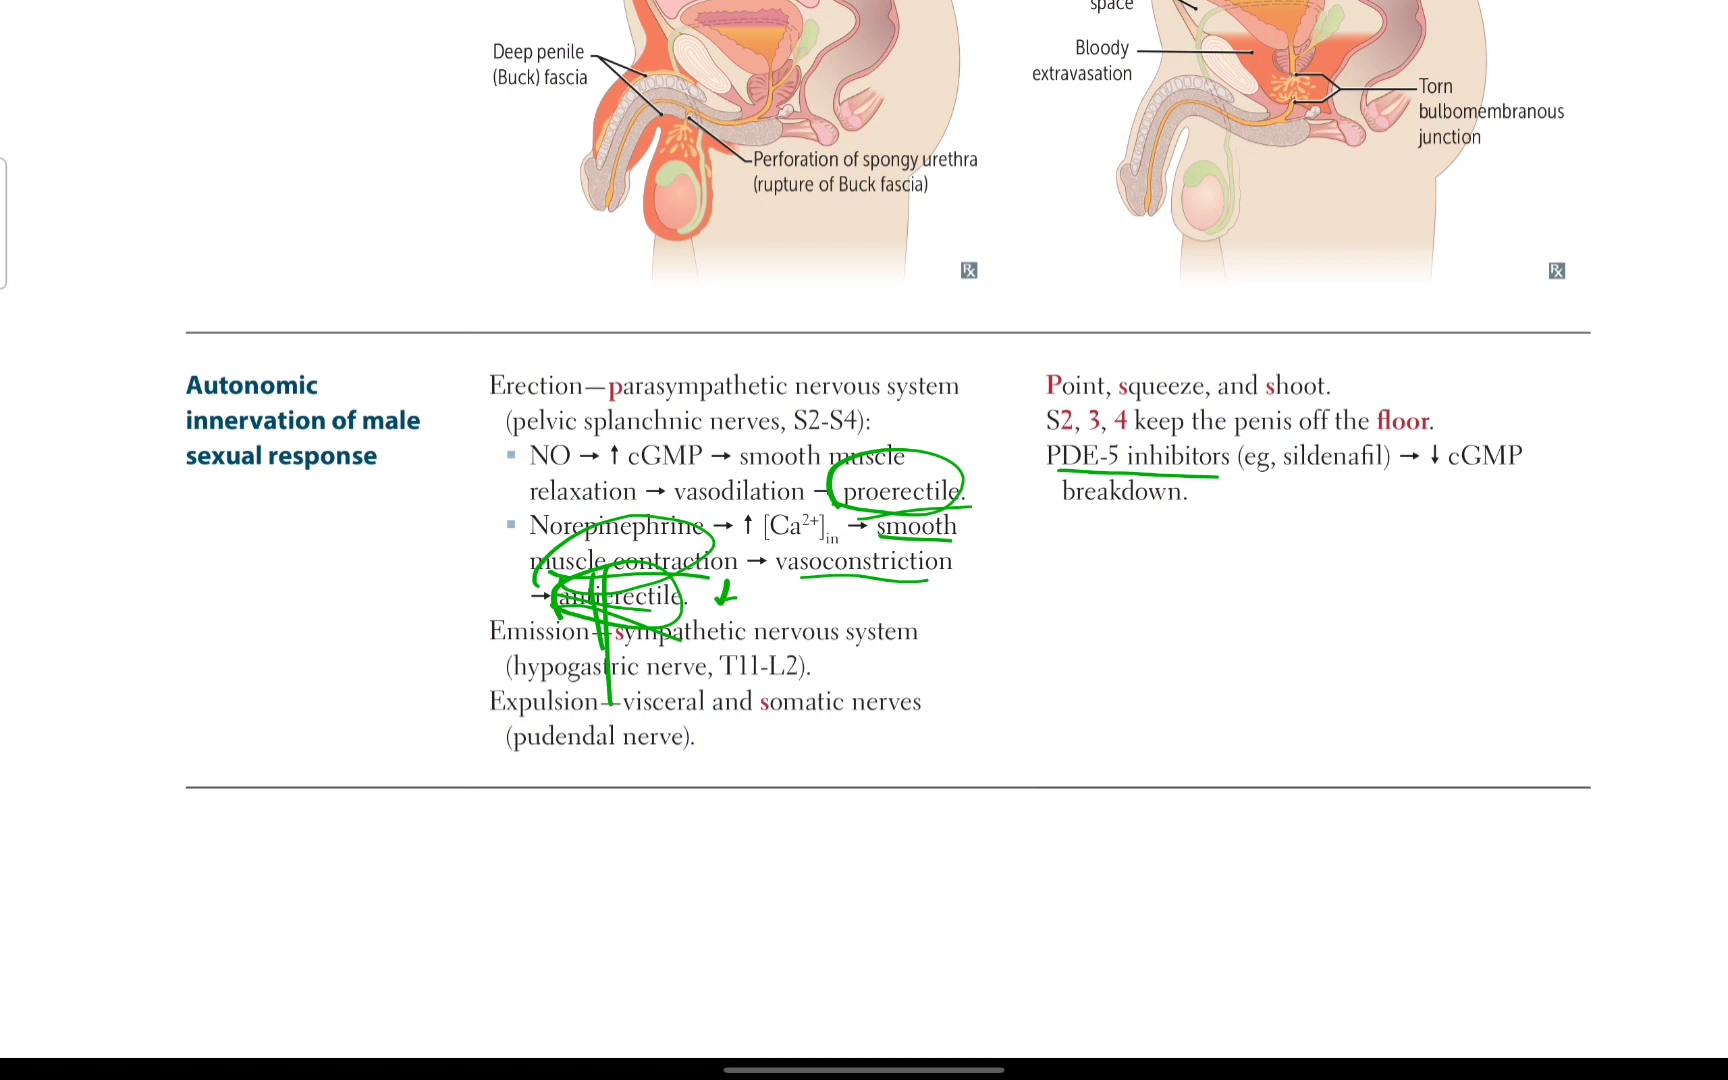 space
Deep penile
(Buck) fascia
Perforation of spongy urethra
(rupture of Buck fascia)
Rx
Bloody
extravasation
Torn
bulbomembranous
junction
Rx
Autonomic
innervation of male
sexual response
Erection—parasympathetic nervous system
(pelvic splanchnic nerves, S2-S4):
▪ NO → ↑ cGMP → smooth muscle
relaxation → vasodilation → proerectile.
▪ Norepinephrine → ↑ [Ca²⁺]in → smooth
muscle contraction → vasoconstriction
→ antierectile.
Emission—sympathetic nervous system
(hypogastric nerve, T11-L2).
Expulsion—visceral and somatic nerves
(pudendal nerve).
Point, squeeze, and shoot.
S2, 3, 4 keep the penis off the floor.
PDE-5 inhibitors (eg, sildenafil) → ↓ cGMP
breakdown.